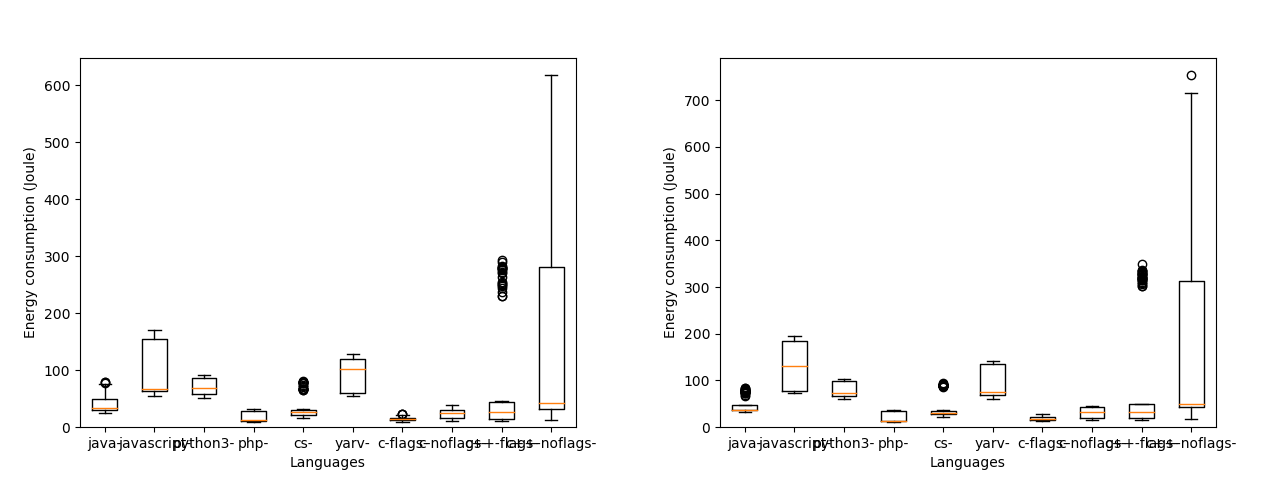 600
500
400
300
200
100
0
Energy consumption (Joule)
java- javascript- python3- php- cs- yarv- c-flags- c-noflags- c++-flags- c++-noflags-
Languages
700
600
500
400
300
200
100
0
Energy consumption (Joule)
java- javascript- python3- php- cs- yarv- c-flags- c-noflags- c++-flags- c++-noflags-
Languages